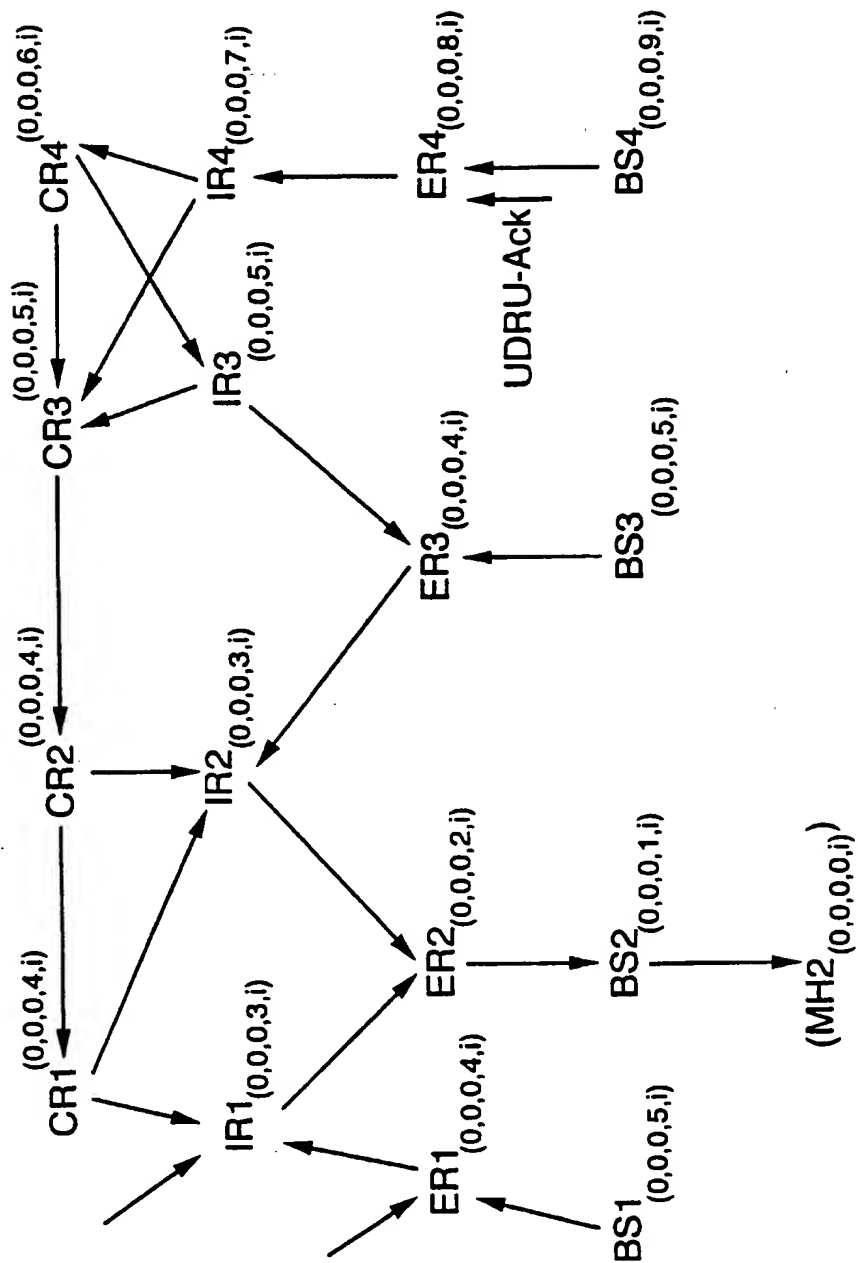 CR1(0,0,0,4,i)
CR2(0,0,0,4,i)
CR3(0,0,0,5,i)
CR4(0,0,0,6,i)
IR1(0,0,0,3,i)
IR2(0,0,0,3,i)
IR3(0,0,0,5,i)
IR4(0,0,0,7,i)
ER1(0,0,0,4,i)
ER2(0,0,0,2,i)
ER3(0,0,0,4,i)
ER4(0,0,0,8,i)
UDRU-Ack
BS1(0,0,0,5,i)
BS2(0,0,0,1,i)
BS3(0,0,0,5,i)
BS4(0,0,0,9,i)
(MH2(0,0,0,0,i))